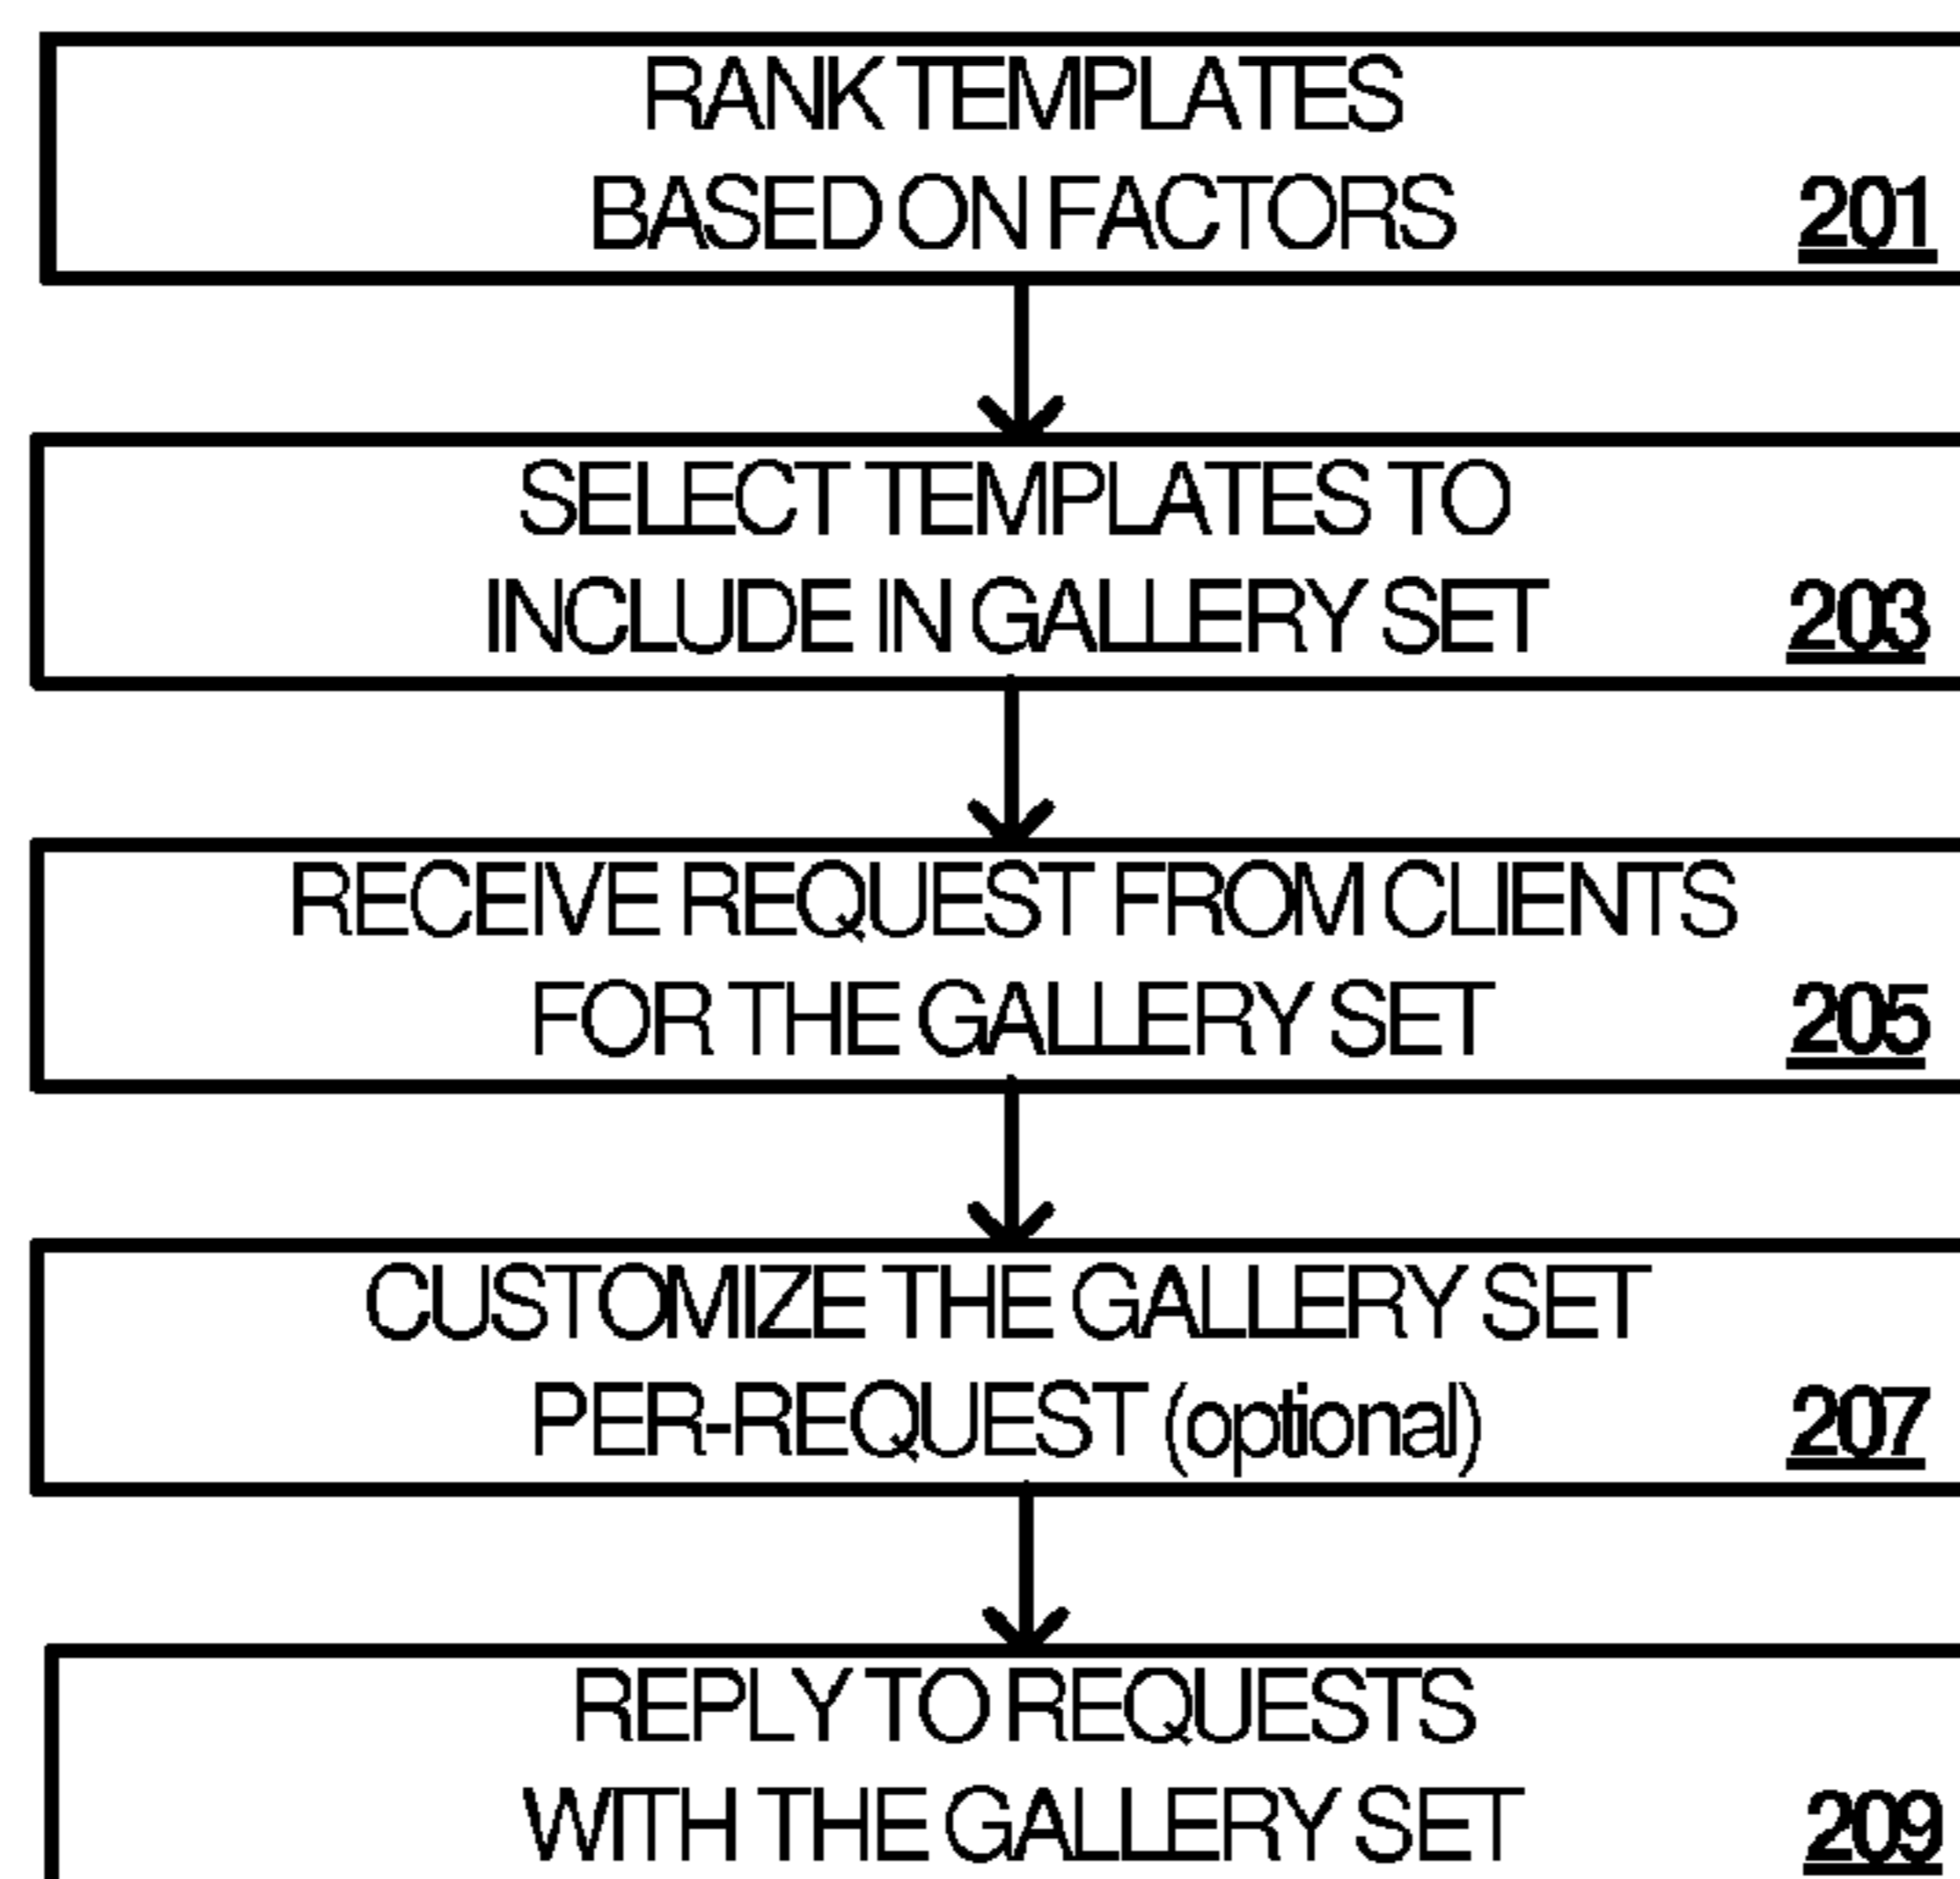 RANK TEMPLATES
BASED ON FACTORS 201
SELECT TEMPLATES TO
INCLUDE IN GALLERY SET 203
RECEIVE REQUEST FROM CLIENTS
FOR THE GALLERY SET 205
CUSTOMIZE THE GALLERY SET
PER-REQUEST (optional) 207
REPLY TO REQUESTS
WITH THE GALLERY SET 209